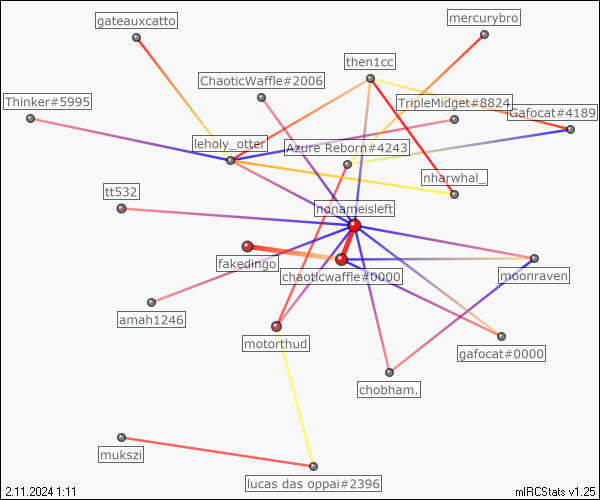 gateauxcatto
mercurybro
then1cc
ChaoticWaffle#2006
Thinker#5995
TripleMidget#8824
Gafocat#4189
leholy_otter
Azure Reborn#4243
nharwhal_
tt532
nonameisleft
fakedingo
chaoticwaffle#0000
moonraven
amah1246
motorthud
gafocat#0000
chobham.
mukszi
lucas das oppai#2396
2.11.2024 1:11
mIRCStats v1.25